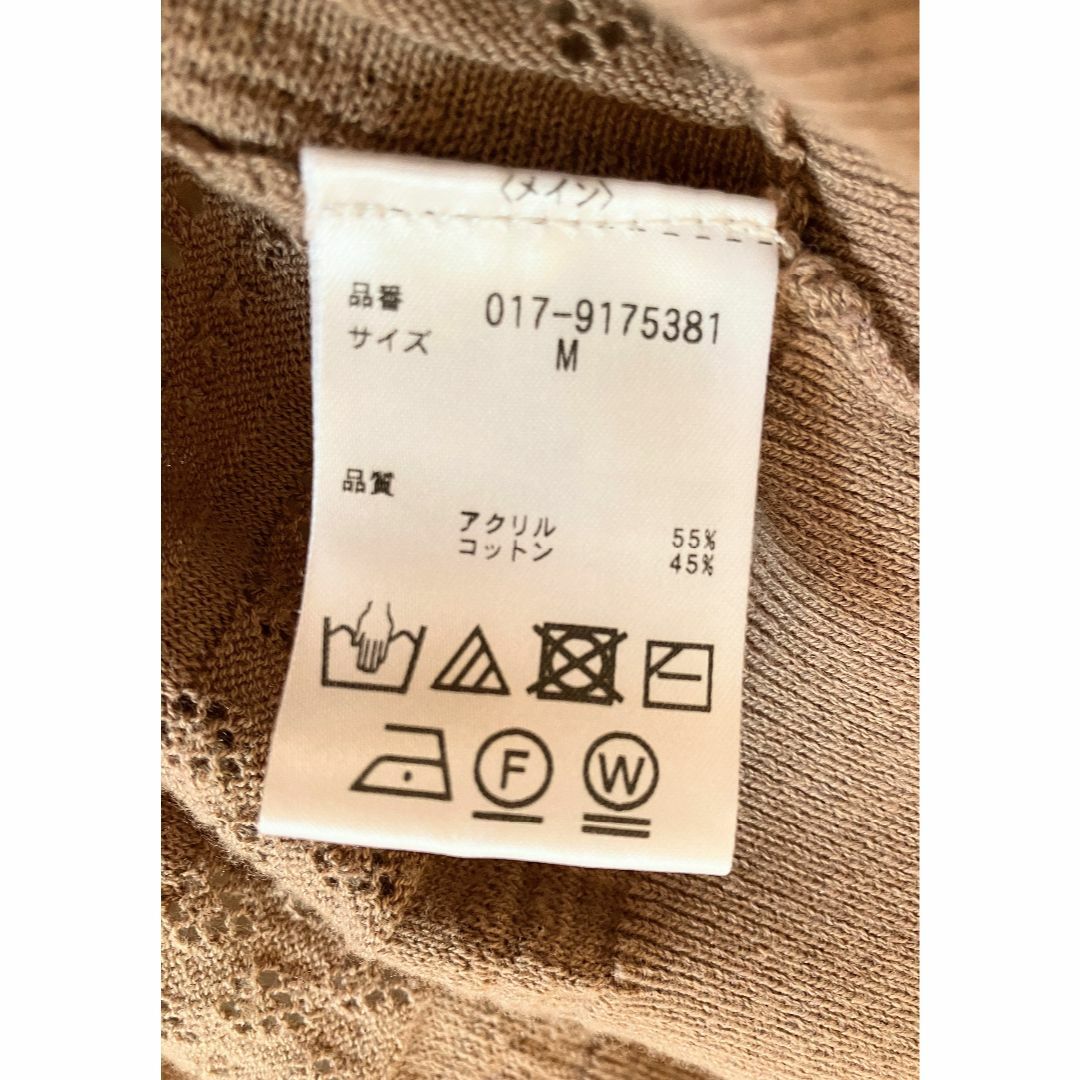 〈メイン〉
品番 017-9175381
サイズ M
品質
アクリル 55%
コットン 45%
F W